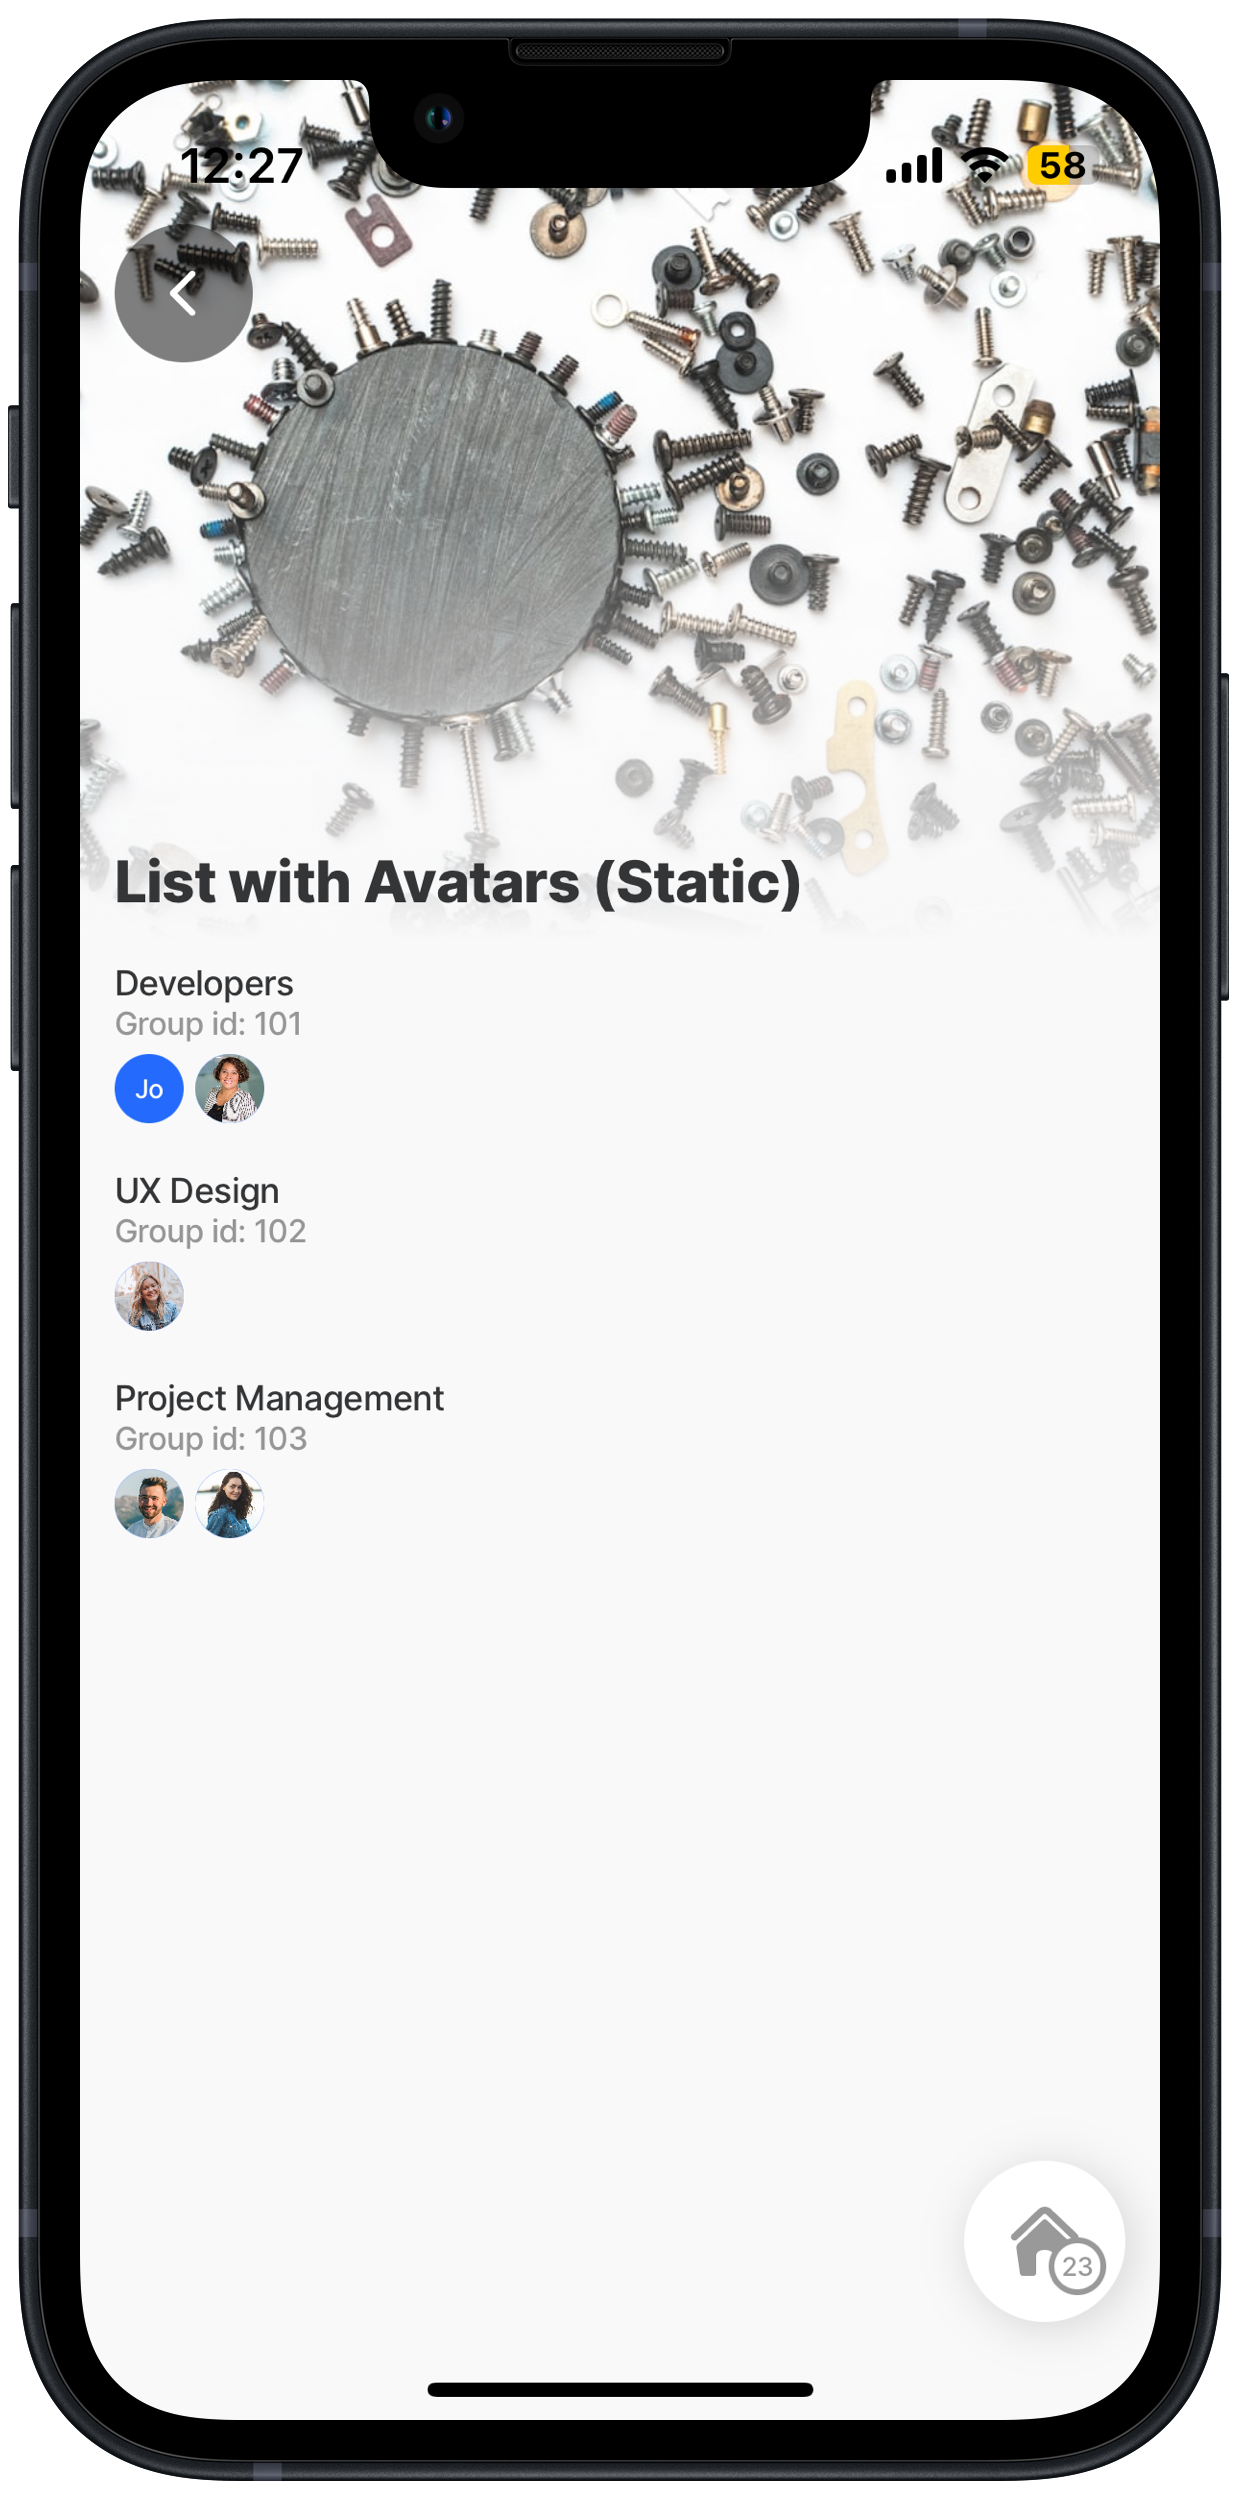 12:27
58
List with Avatars (Static)
Developers
Group id: 101
Jo
UX Design
Group id: 102
Project Management
Group id: 103
23